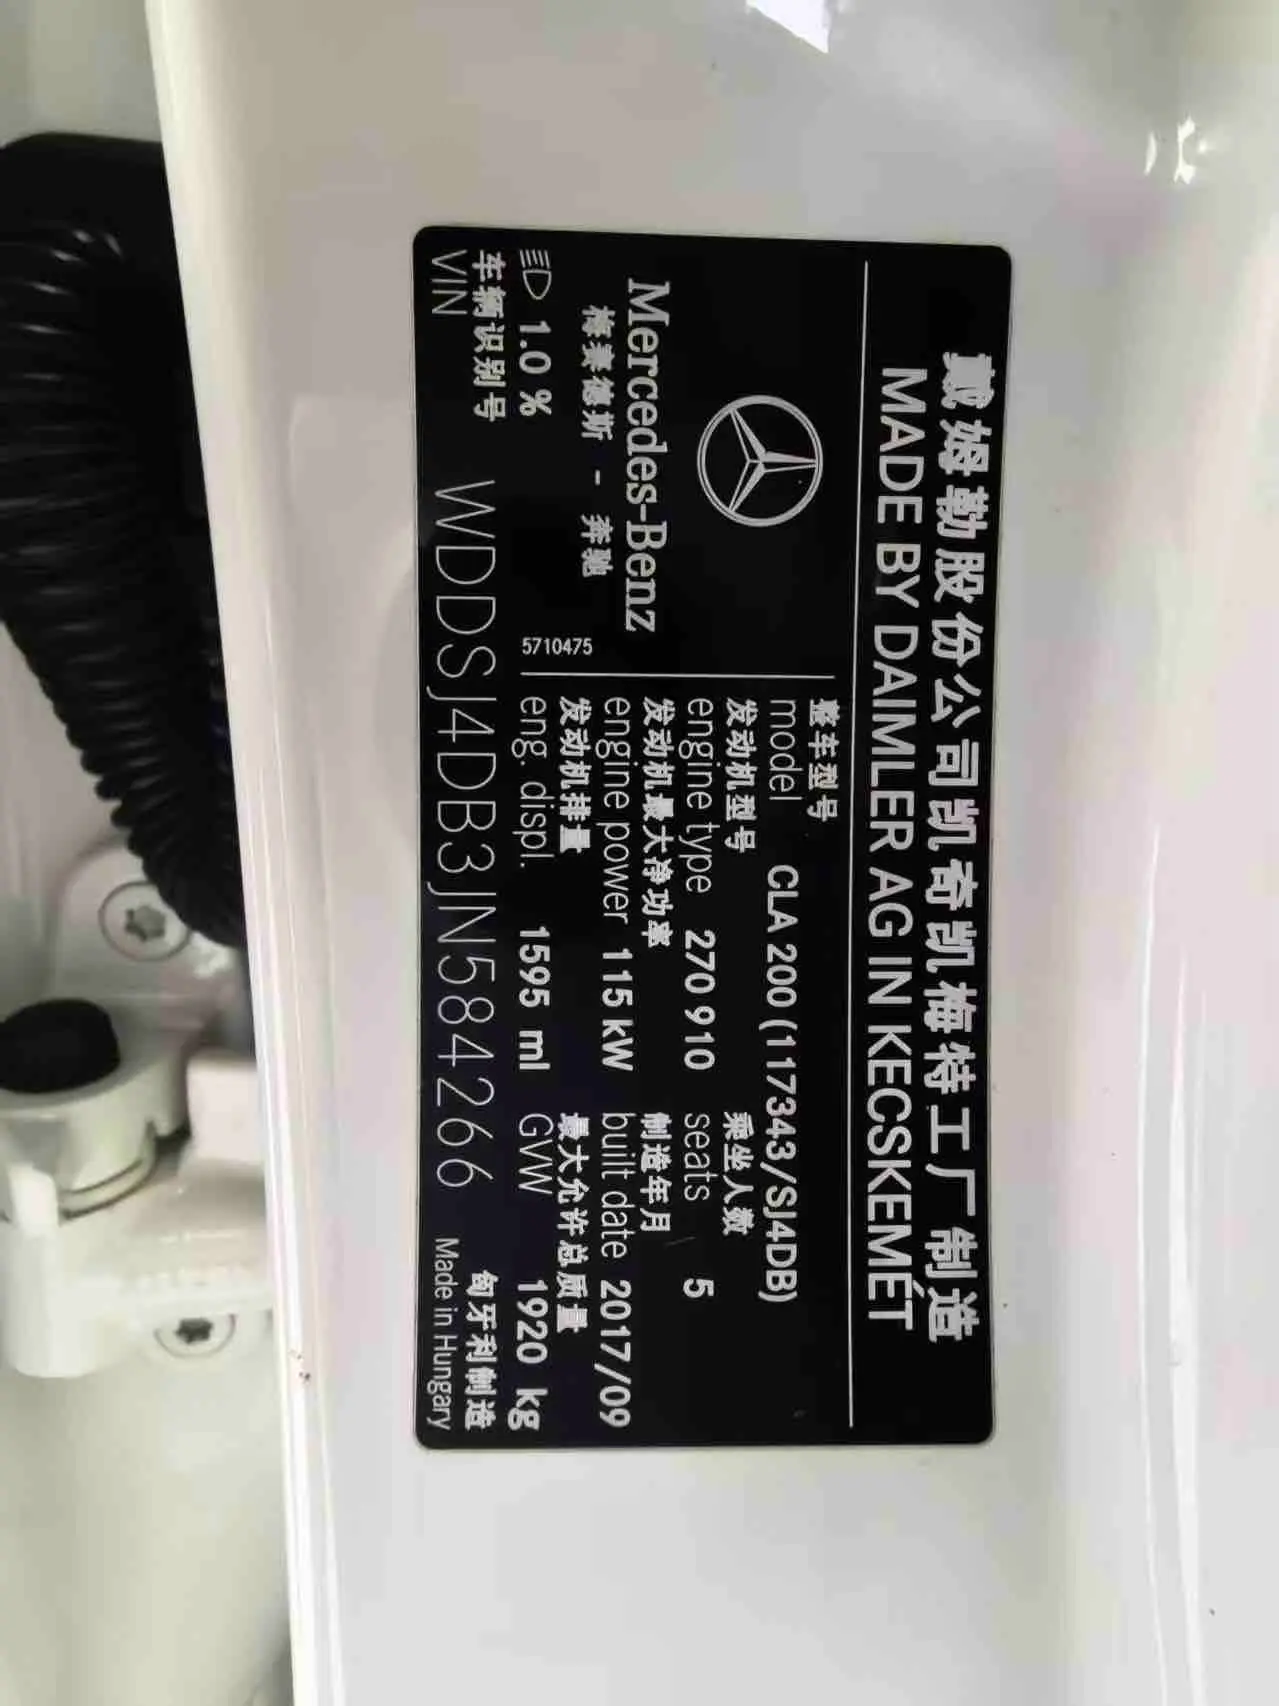 戴姆勒股份公司凯奇凯梅特工厂制造
MADE BY DAIMLER AG IN KECSKEMÉT
Mercedes-Benz
梅赛德斯 - 奔驰
5710475
1.0 %
整车型号
model CLA 200 (117343/SJ4DB)
发动机型号 乘坐人数
engine type 270 910 seats 5
发动机最大净功率 制造年月
engine power 115 kW built date 2017/09
发动机排量 最大允许总质量
eng. displ. 1595 ml GVW 1920 kg
车辆识别号 匈牙利制造
VIN WDDSJ4DB3JN584266 Made in Hungary